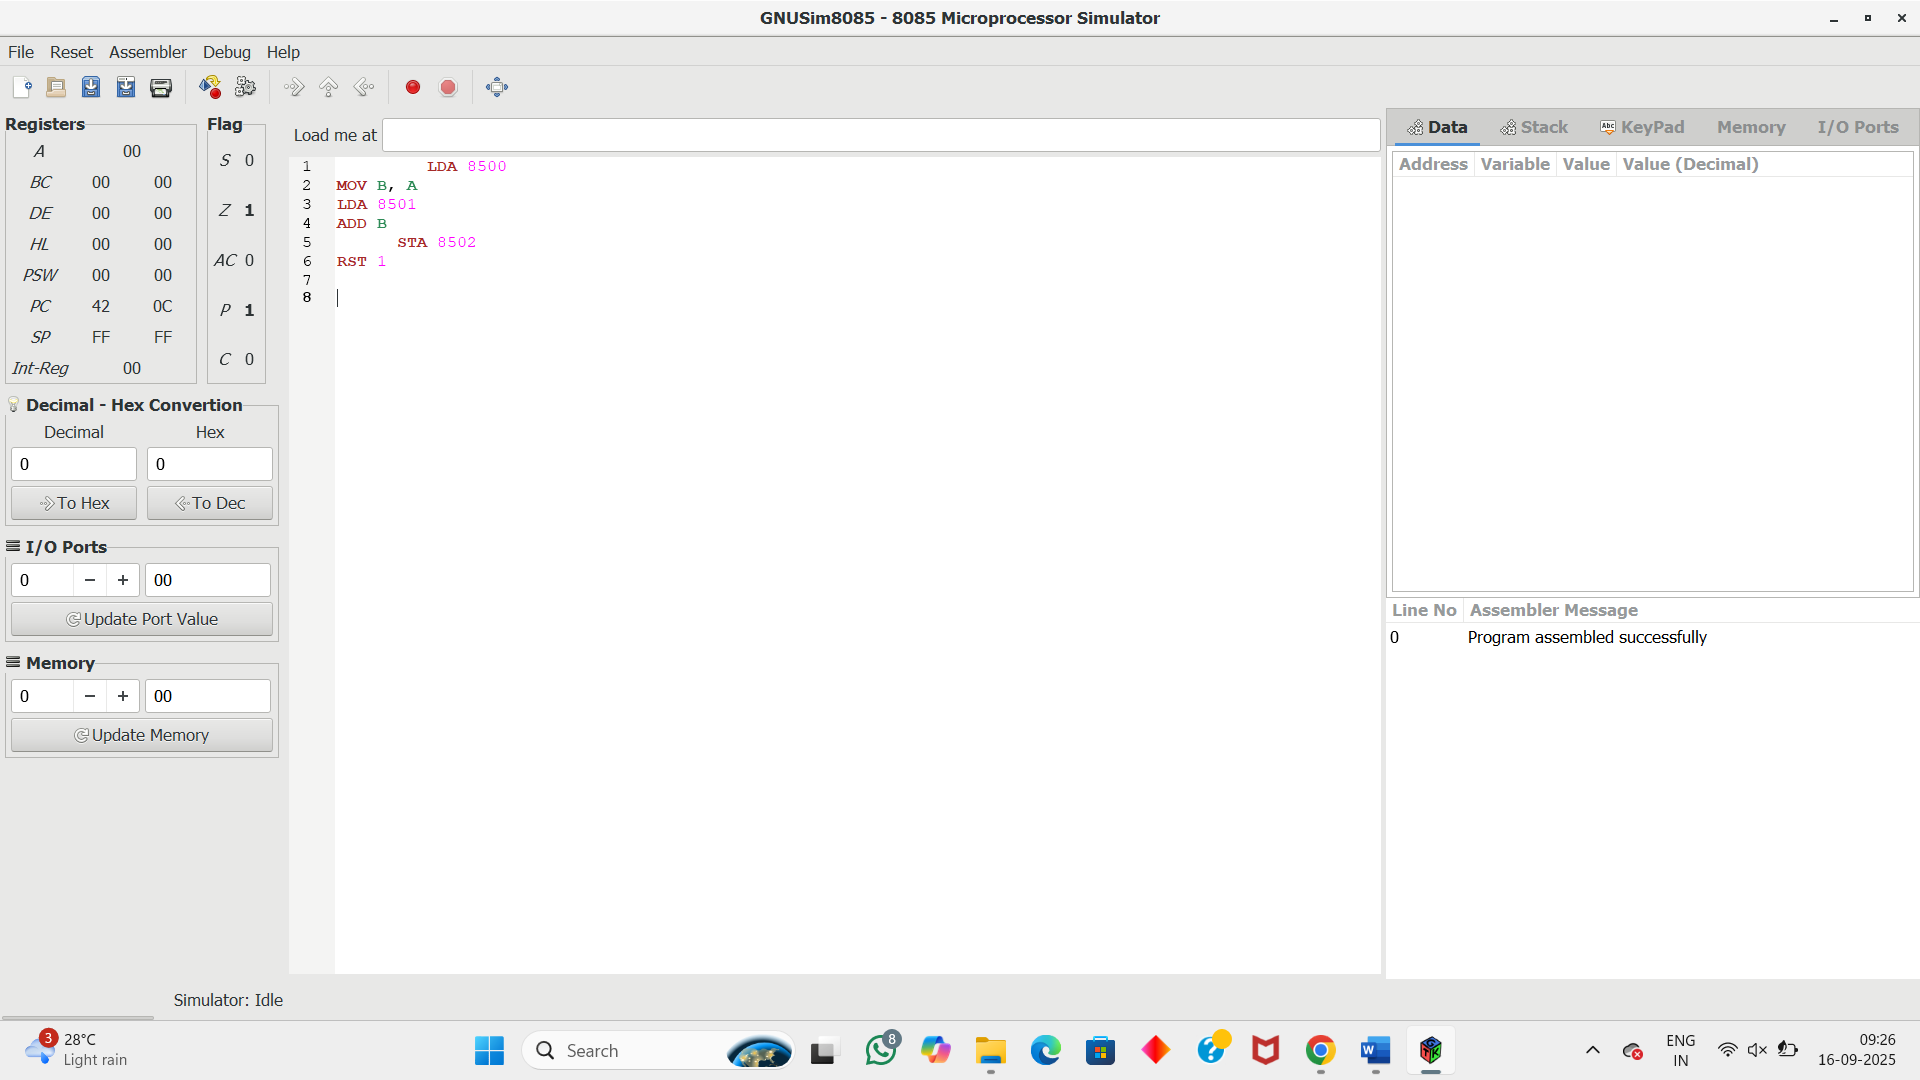 GNUSim8085 - 8085 Microprocessor Simulator
File Reset Assembler Debug Help
Registers
A 00
BC 00 00
DE 00 00
HL 00 00
PSW 00 00
PC 42 0C
SP FF FF
Int-Reg 00
Flag
S 0
Z 1
AC 0
P 1
C 0
Decimal - Hex Convertion
Decimal Hex
0 0
To Hex To Dec
I/O Ports
0 − + 00
Update Port Value
Memory
0 − + 00
Update Memory
Load me at
1 LDA 8500
2 MOV B, A
3 LDA 8501
4 ADD B
5 STA 8502
6 RST 1
7
8
Data Stack Abc KeyPad Memory I/O Ports
Address Variable Value Value (Decimal)
Line No Assembler Message
0 Program assembled successfully
Simulator: Idle
3 28°C
Light rain
Search
8
ENG
IN
09:26
16-09-2025